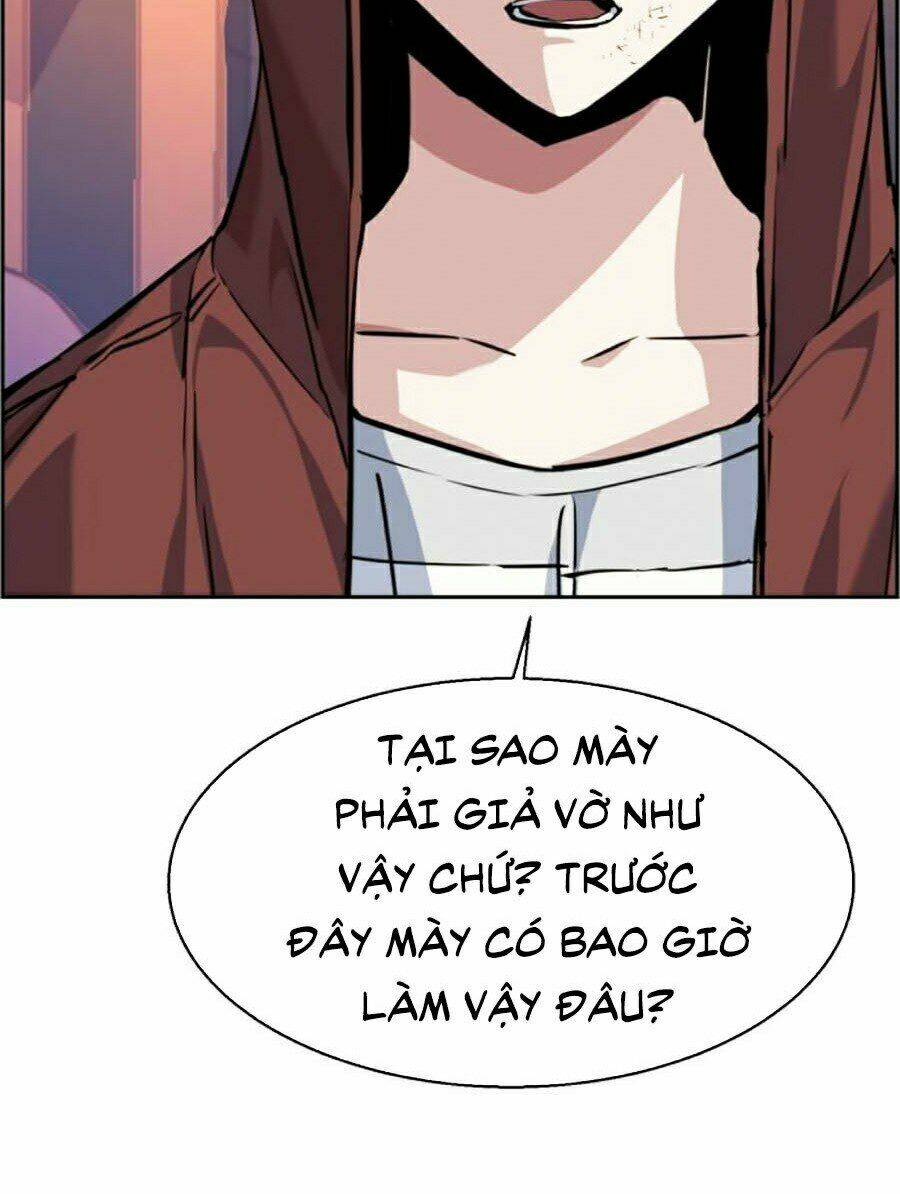 TẠI SAO MÀY
PHẢI GIẢ VỜ NHƯ
VẬY CHỨ? TRƯỚC
ĐÂY MÀY CÓ BAO GIỜ
LÀM VẬY ĐÂU?